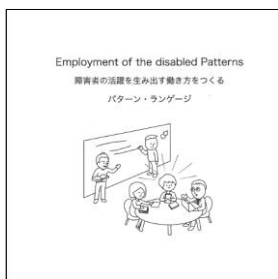 Employment of the disabled Patterns
障害者の活躍を生み出す働き方をつくる
パターン・ランゲージ